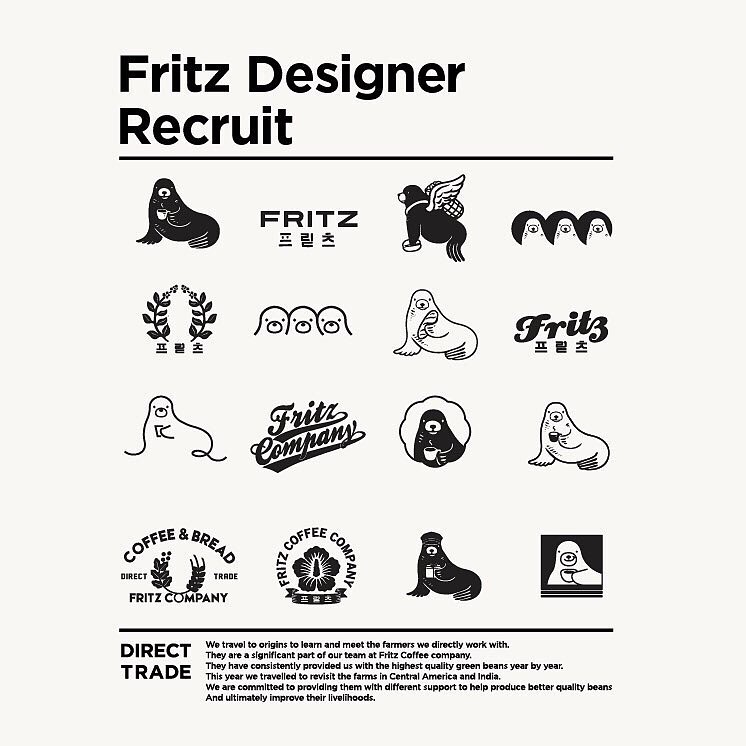 Fritz Designer
Recruit
FRITZ
프릳츠
프릳츠
Fritz
프릳츠
Fritz
Company
COFFEE & BREAD
DIRECT TRADE
FRITZ COMPANY
FRITZ COFFEE COMPANY
프릳츠
DIRECT
TRADE
We travel to origins to learn and meet the farmers we directly work with.
They are a significant part of our team at Fritz Coffee company.
They have consistently provided us with the highest quality green beans year by year.
This year we travelled to revisit the farms in Central America and India.
We are committed to providing them with different support to help produce better quality beans
And ultimately improve their livelihoods.